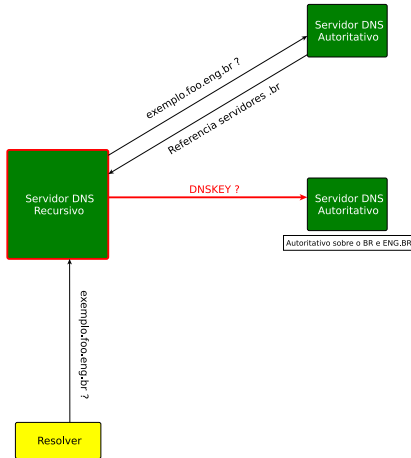 Servidor DNS
Autoritativo
exemplo.foo.eng.br ?
Referencia servidores .br
Servidor DNS
Recursivo
DNSKEY ?
Servidor DNS
Autoritativo
Autoritativo sobre o BR e ENG.BR
exemplo.foo.eng.br ?
Resolver